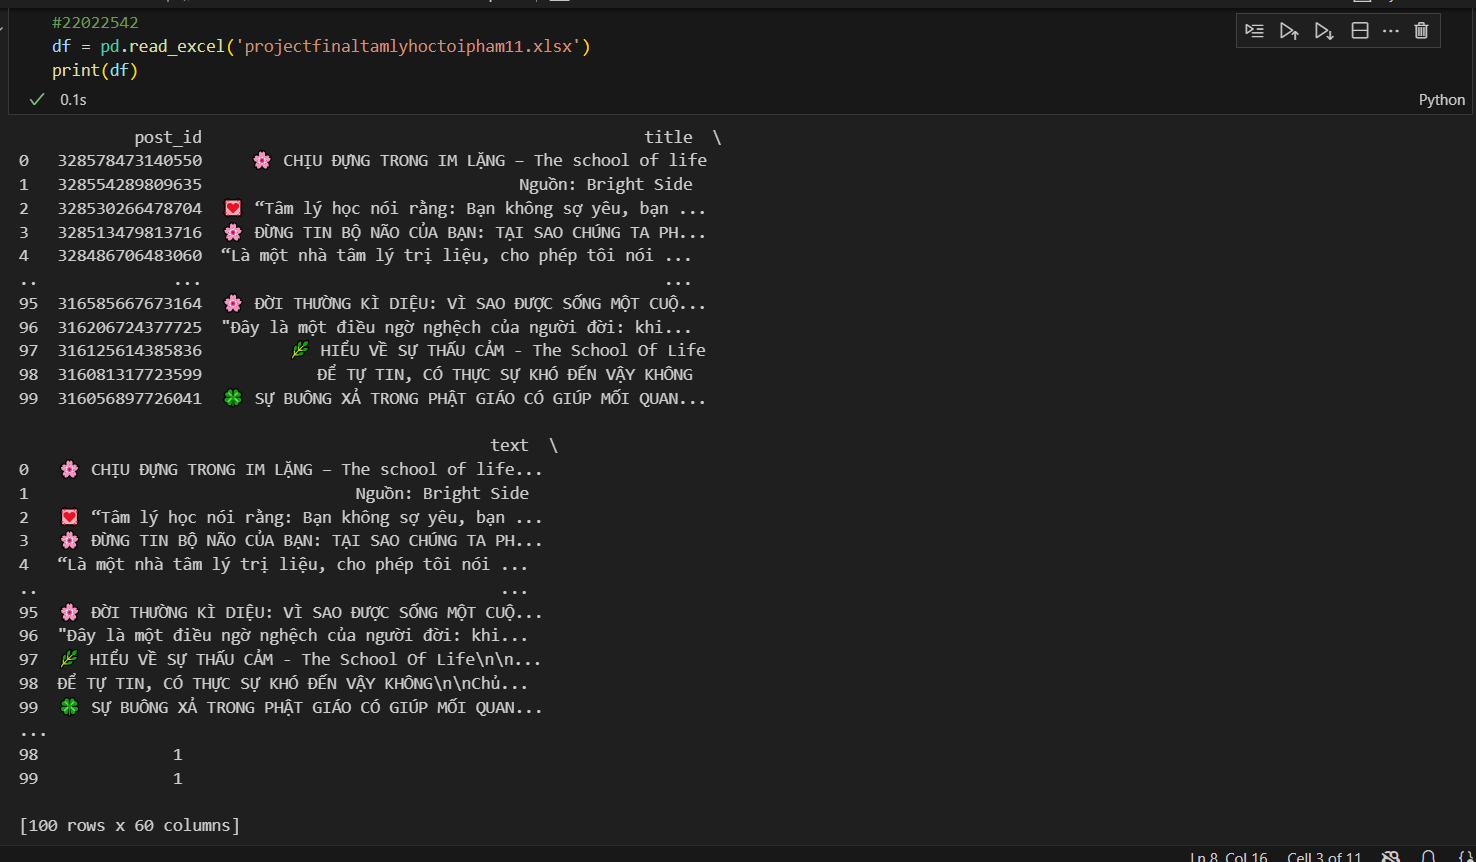 #22022542
df = pd.read_excel('projectfinaltamlyhoctoipham11.xlsx')
print(df)
0.1s
Python
post_id title \
0 328578473140550 🌸 CHỊU ĐỰNG TRONG IM LẶNG – The school of life
1 328554289809635 Nguồn: Bright Side
2 328530266478704 💟 “Tâm lý học nói rằng: Bạn không sợ yêu, bạn ...
3 328513479813716 🌸 ĐỪNG TIN BỘ NÃO CỦA BẠN: TẠI SAO CHÚNG TA PH...
4 328486706483060 “Là một nhà tâm lý trị liệu, cho phép tôi nói ...
.. ... ...
95 316585667673164 🌸 ĐỜI THƯỜNG KÌ DIỆU: VÌ SAO ĐƯỢC SỐNG MỘT CUỘ...
96 316206724377725 "Đây là một điều ngờ nghệch của người đời: khi...
97 316125614385836 🌿 HIỂU VỀ SỰ THẤU CẢM - The School Of Life
98 316081317723599 ĐỂ TỰ TIN, CÓ THỰC SỰ KHÓ ĐẾN VẬY KHÔNG
99 316056897726041 🍀 SỰ BUÔNG XẢ TRONG PHẬT GIÁO CÓ GIÚP MỐI QUAN...
text \
0 🌸 CHỊU ĐỰNG TRONG IM LẶNG – The school of life...
1 Nguồn: Bright Side
2 💟 “Tâm lý học nói rằng: Bạn không sợ yêu, bạn ...
3 🌸 ĐỪNG TIN BỘ NÃO CỦA BẠN: TẠI SAO CHÚNG TA PH...
4 “Là một nhà tâm lý trị liệu, cho phép tôi nói ...
.. ...
95 🌸 ĐỜI THƯỜNG KÌ DIỆU: VÌ SAO ĐƯỢC SỐNG MỘT CUỘ...
96 "Đây là một điều ngờ nghệch của người đời: khi...
97 🌿 HIỂU VỀ SỰ THẤU CẢM - The School Of Life\n\n...
98 ĐỂ TỰ TIN, CÓ THỰC SỰ KHÓ ĐẾN VẬY KHÔNG\n\nChủ...
99 🍀 SỰ BUÔNG XẢ TRONG PHẬT GIÁO CÓ GIÚP MỐI QUAN...
...
98 1
99 1
[100 rows x 60 columns]
Ln 8, Col 16 Cell 3 of 11